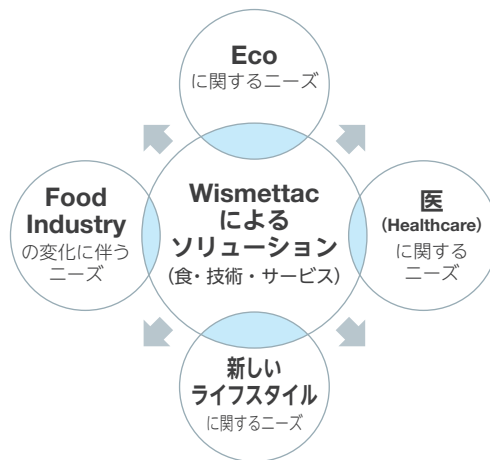 Eco
に関するニーズ
Food
Industry
の変化に伴う
ニーズ
Wismettac
による
ソリューション
(食・技術・サービス)
医
(Healthcare)
に関する
ニーズ
新しい
ライフスタイル
に関するニーズ